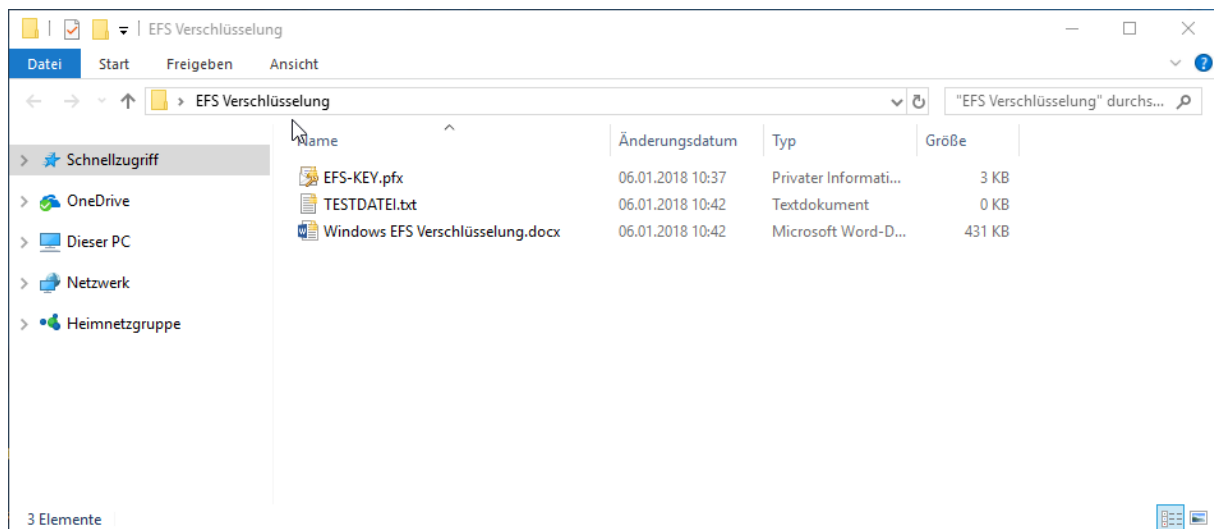 EFS Verschlüsselung
Datei Start Freigeben Ansicht
EFS Verschlüsselung "EFS Verschlüsselung" durchs...
Name Änderungsdatum Typ Größe
Schnellzugriff
EFS-KEY.pfx 06.01.2018 10:37 Privater Informati... 3 KB
OneDrive
TESTDATEI.txt 06.01.2018 10:42 Textdokument 0 KB
Windows EFS Verschlüsselung.docx 06.01.2018 10:42 Microsoft Word-D... 431 KB
Dieser PC
Netzwerk
Heimnetzgruppe
3 Elemente